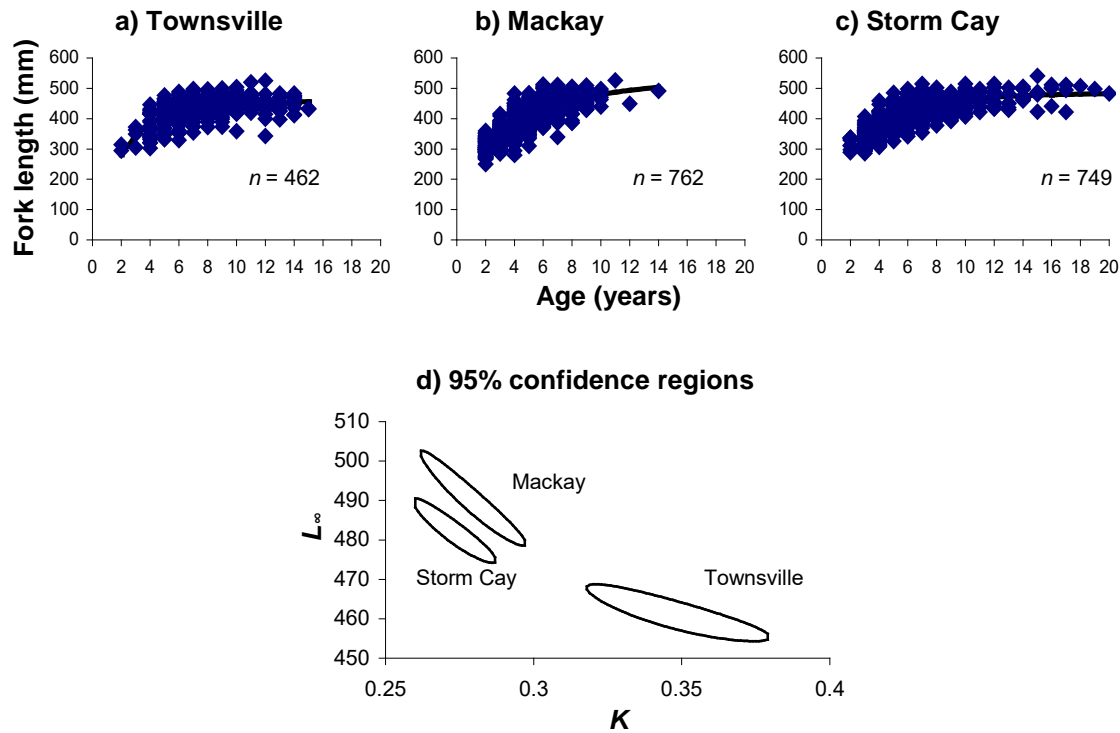 a) Townsville
b) Mackay
c) Storm Cay
Fork length (mm)
600
500
400
300
200
100
0
n = 462
0 2 4 6 8 10 12 14 16 18 20
600
500
400
300
200
100
0
n = 762
0 2 4 6 8 10 12 14 16 18 20
600
500
400
300
200
100
0
n = 749
0 2 4 6 8 10 12 14 16 18 20
Age (years)
d) 95% confidence regions
L∞
510
500
490
480
470
460
450
Mackay
Storm Cay
Townsville
0.25 0.3 0.35 0.4
K